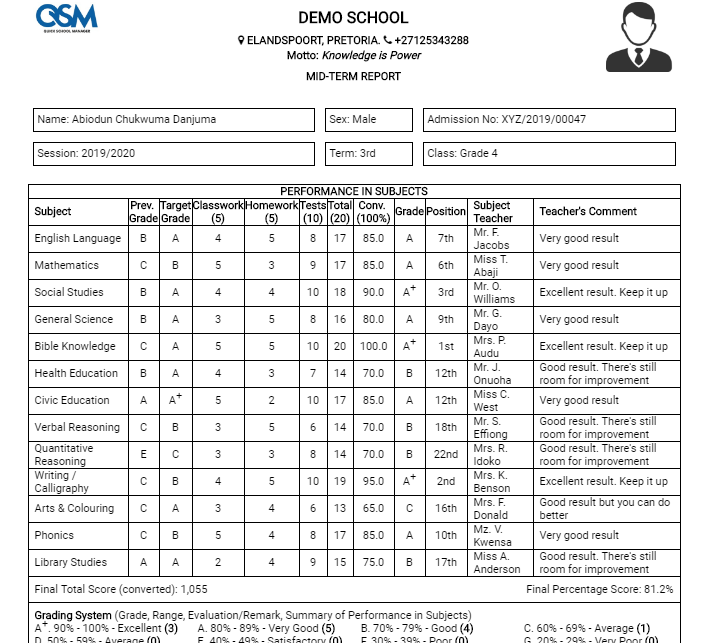 QSM
QUICK SCHOOL MANAGER
DEMO SCHOOL
ELANDSPOORT, PRETORIA. +27125343288
Motto: Knowledge is Power
MID-TERM REPORT
Name: Abiodun Chukwuma Danjuma Sex: Male Admission No: XYZ/2019/00047
Session: 2019/2020 Term: 3rd Class: Grade 4
PERFORMANCE IN SUBJECTS
Subject Prev. Grade Target Grade Classwork (5) Homework (5) Tests (10) Total (20) Conv. (100%) Grade Position Subject Teacher Teacher's Comment
English Language B A 4 5 8 17 85.0 A 7th Mr. F. Jacobs Very good result
Mathematics C B 5 3 9 17 85.0 A 6th Miss T. Abaji Very good result
Social Studies B A 4 4 10 18 90.0 A+ 3rd Mr. O. Williams Excellent result. Keep it up
General Science B A 3 5 8 16 80.0 A 9th Mr. G. Dayo Very good result
Bible Knowledge C A 5 5 10 20 100.0 A+ 1st Mrs. P. Audu Excellent result. Keep it up
Health Education B A 4 3 7 14 70.0 B 12th Mr. J. Onuoha Good result. There's still room for improvement
Civic Education A A+ 5 2 10 17 85.0 A 12th Miss C. West Very good result
Verbal Reasoning C B 3 5 6 14 70.0 B 18th Mr. S. Effiong Good result. There's still room for improvement
Quantitative Reasoning E C 3 3 8 14 70.0 B 22nd Mrs. R. Idoko Good result. There's still room for improvement
Writing / Calligraphy C B 4 5 10 19 95.0 A+ 2nd Mrs. K. Benson Excellent result. Keep it up
Arts & Colouring C A 3 4 6 13 65.0 C 16th Mrs. F. Donald Good result but you can do better
Phonics C B 5 4 8 17 85.0 A 10th Mz. V. Kwensa Very good result
Library Studies A A 2 4 9 15 75.0 B 17th Miss A. Anderson Good result. There's still room for improvement
Final Total Score (converted): 1,055 Final Percentage Score: 81.2%
Grading System (Grade, Range, Evaluation/Remark, Summary of Performance in Subjects)
A+. 90% - 100% - Excellent (3) A. 80% - 89% - Very Good (5) B. 70% - 79% - Good (4) C. 60% - 69% - Average (1)
D. 50% - 59% - Average (0) E. 40% - 49% - Satisfactory (0) F. 30% - 39% - Poor (0) G. 20% - 29% - Very Poor (0)